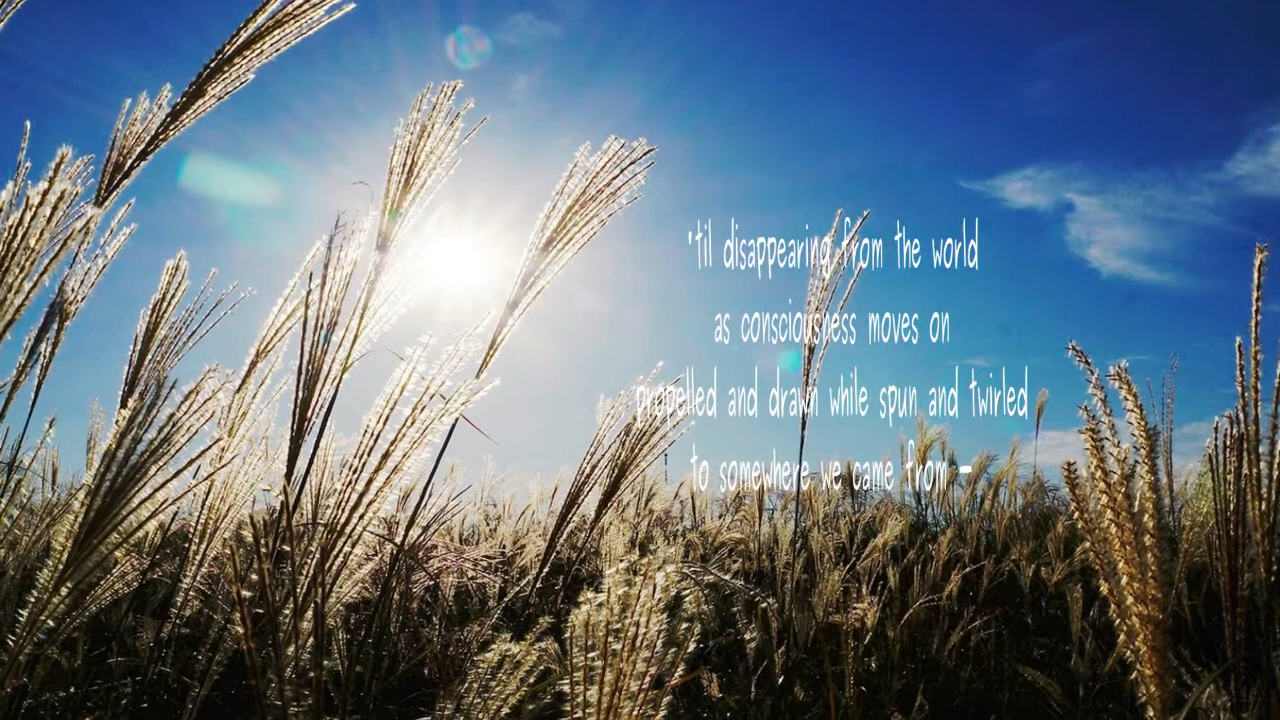 'til disappearing from the world
as consciousness moves on
propelled and drawn while spun and twirled
to somewhere we came from –